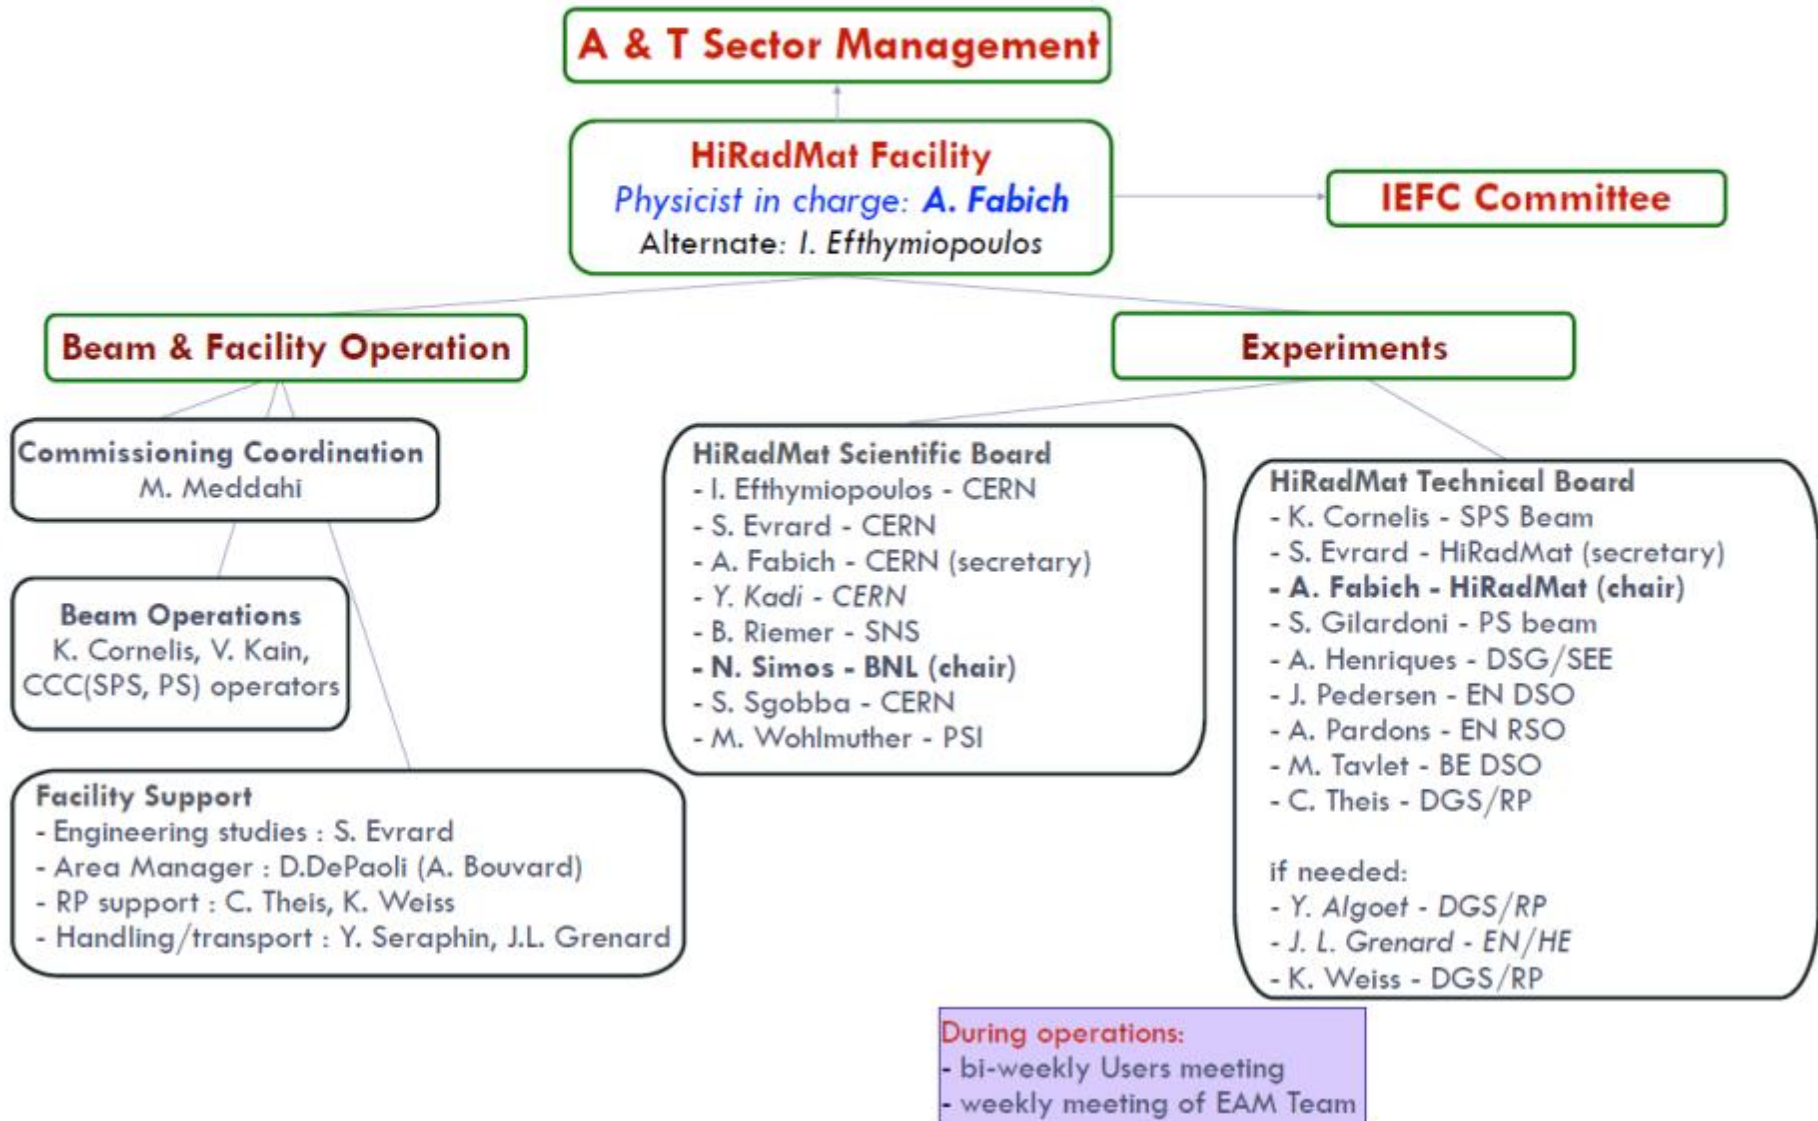 A & T Sector Management
HiRadMat Facility
Physicist in charge: A. Fabich
Alternate: I. Efthymiopoulos
IEFC Committee
Beam & Facility Operation
Experiments
Commissioning Coordination
M. Meddahi
Beam Operations
K. Cornelis, V. Kain,
CCC(SPS, PS) operators
Facility Support
- Engineering studies : S. Evrard
- Area Manager : D.DePaoli (A. Bouvard)
- RP support : C. Theis, K. Weiss
- Handling/transport : Y. Seraphin, J.L. Grenard
HiRadMat Scientific Board
- I. Efthymiopoulos - CERN
- S. Evrard - CERN
- A. Fabich - CERN (secretary)
- Y. Kadi - CERN
- B. Riemer - SNS
- N. Simos - BNL (chair)
- S. Sgobba - CERN
- M. Wohlmuther - PSI
HiRadMat Technical Board
- K. Cornelis - SPS Beam
- S. Evrard - HiRadMat (secretary)
- A. Fabich - HiRadMat (chair)
- S. Gilardoni - PS beam
- A. Henriques - DSG/SEE
- J. Pedersen - EN DSO
- A. Pardons - EN RSO
- M. Tavlet - BE DSO
- C. Theis - DGS/RP
if needed:
- Y. Algoet - DGS/RP
- J. L. Grenard - EN/HE
- K. Weiss - DGS/RP
During operations:
- bi-weekly Users meeting
- weekly meeting of EAM Team